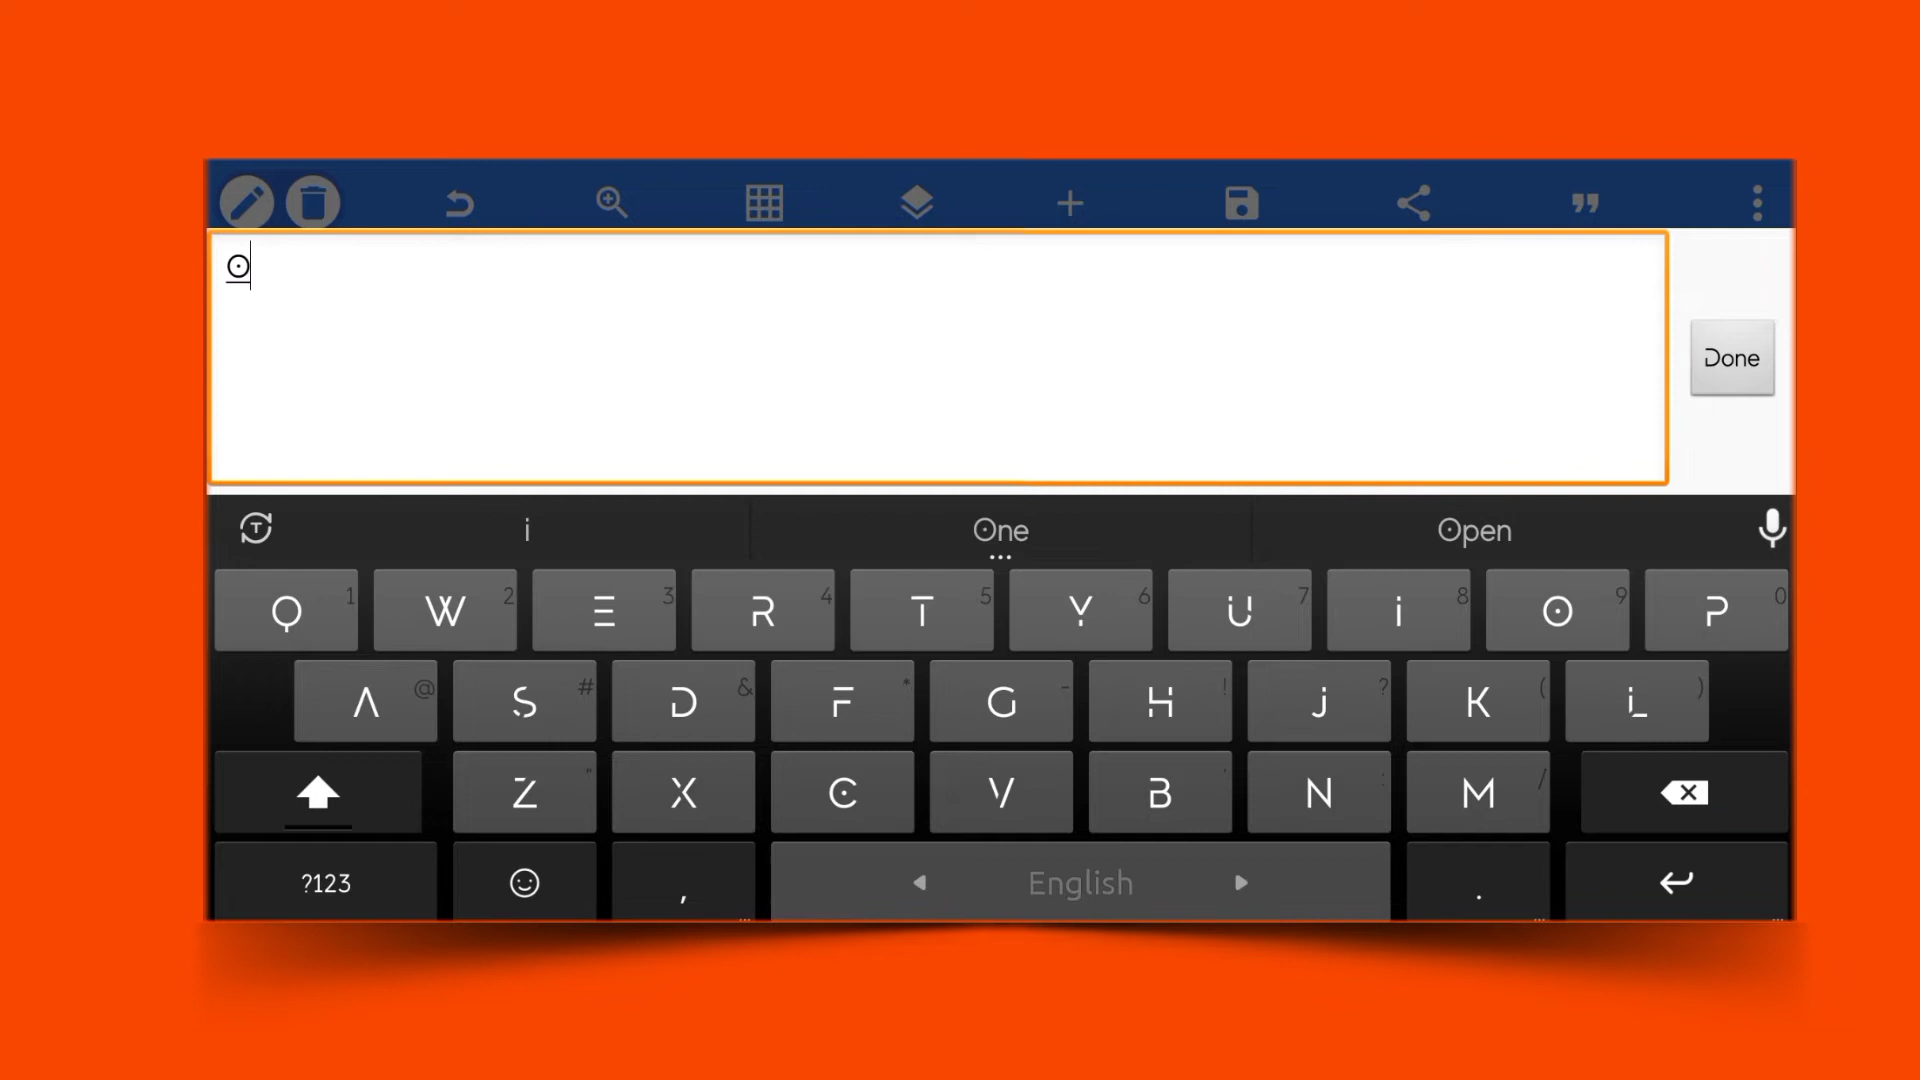 O
Done
i One Open
Q 1 W 2 E 3 R 4 T 5 Y 6 U 7 i 8 O 9 P 0
A @ S # D & F * G - H ! j ? K ( L )
Z " X C V B ' N : M /
?123 , English .